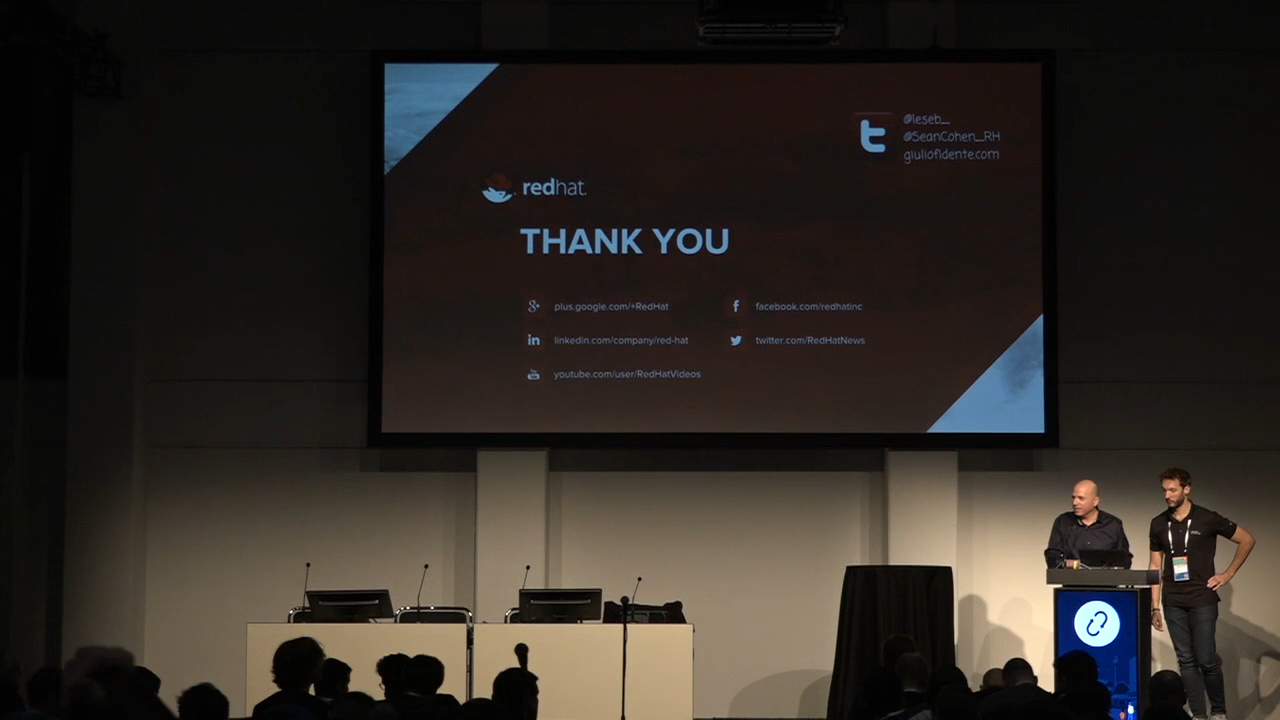 @leseb_
@SeanCohen_RH
giuliofidente.com
redhat.
THANK YOU
plus.google.com/+RedHat
facebook.com/redhatinc
linkedin.com/company/red-hat
twitter.com/RedHatNews
youtube.com/user/RedHatVideos